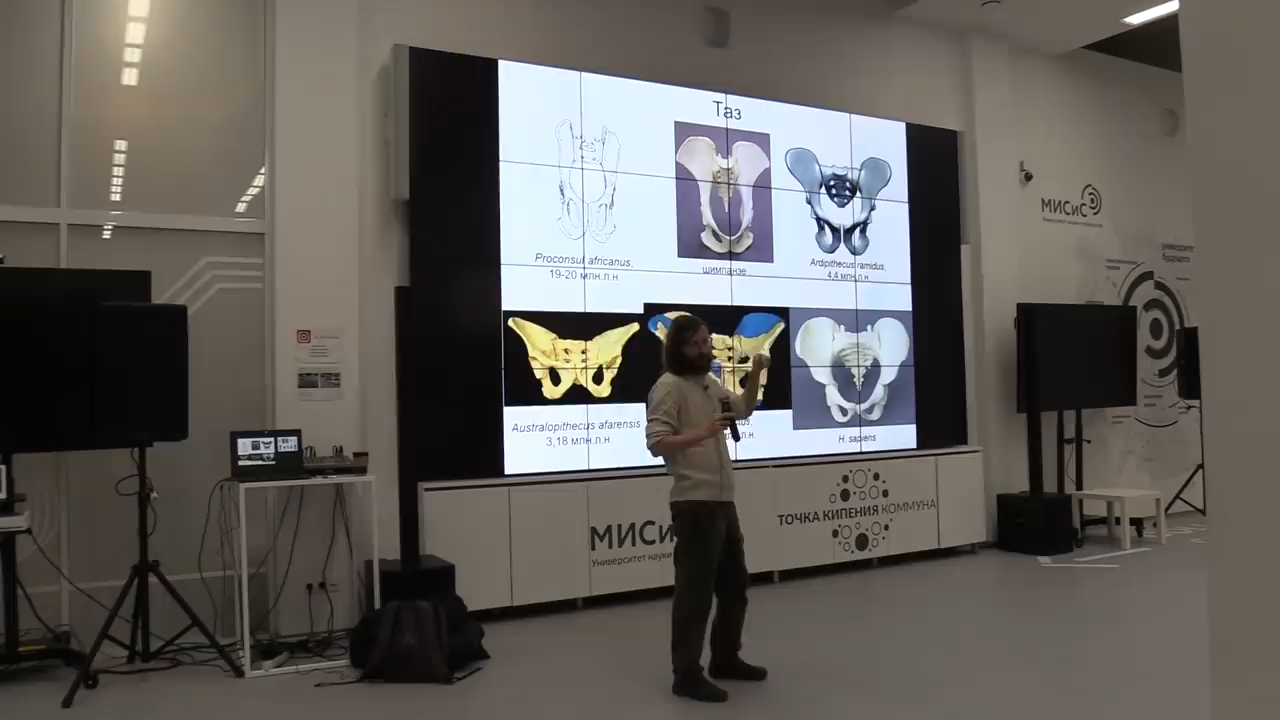 Таз
Proconsul africanus,
19-20 млн.л.н.
шимпанзе
Ardipithecus ramidus,
4,4 млн.л.н.
Australopithecus afarensis
3,18 млн.л.н.
H. sapiens
МИСиС
ТОЧКА КИПЕНИЯ КОММУНА
Университет науки
МИСиС